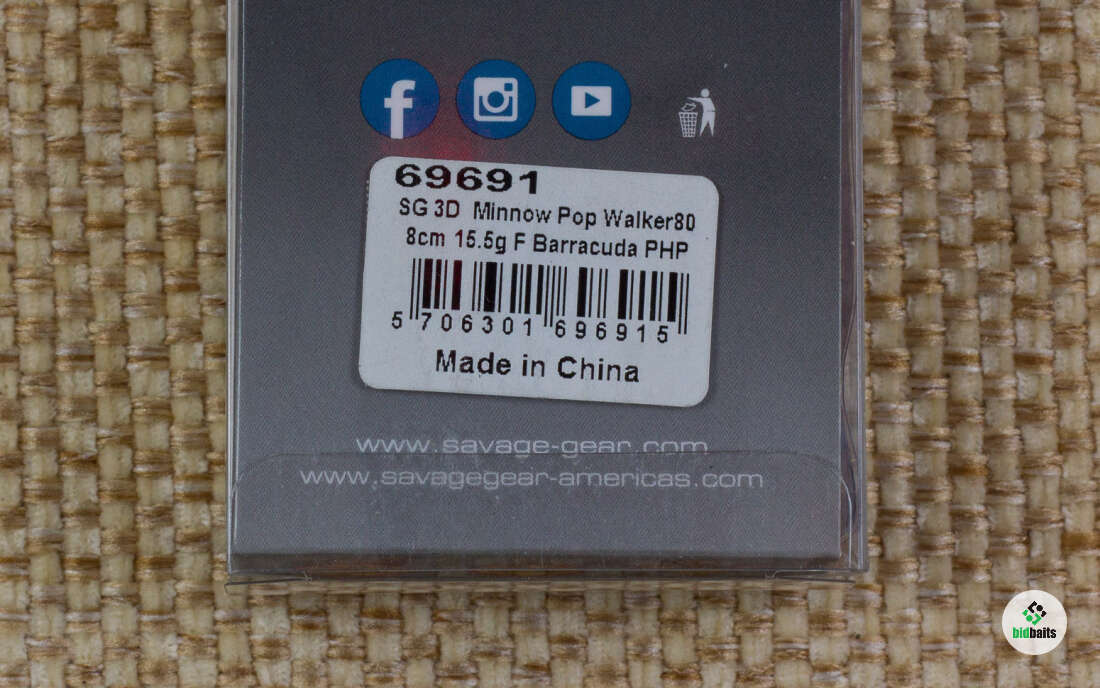 69691
SG 3D Minnow Pop Walker80
8cm 15.5g F Barracuda PHP
5 706301 696915
Made in China
www.savage-gear.com
www.savagegear-americas.com
bidbaits